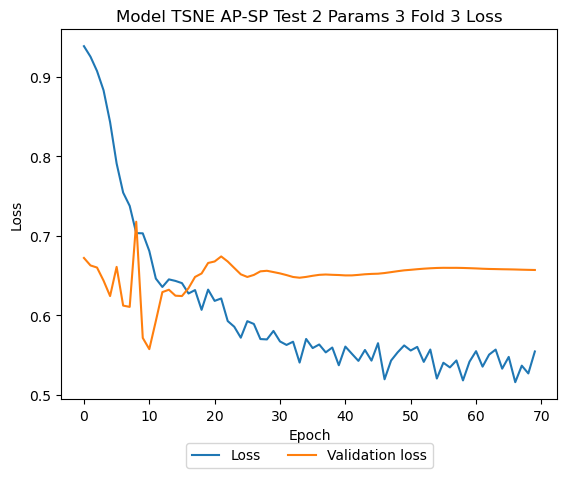 Model TSNE AP-SP Test 2 Params 3 Fold 3 Loss
0.9
0.8
0.7
0.6
0.5
Loss
0 10 20 30 40 50 60 70
Epoch
Loss Validation loss